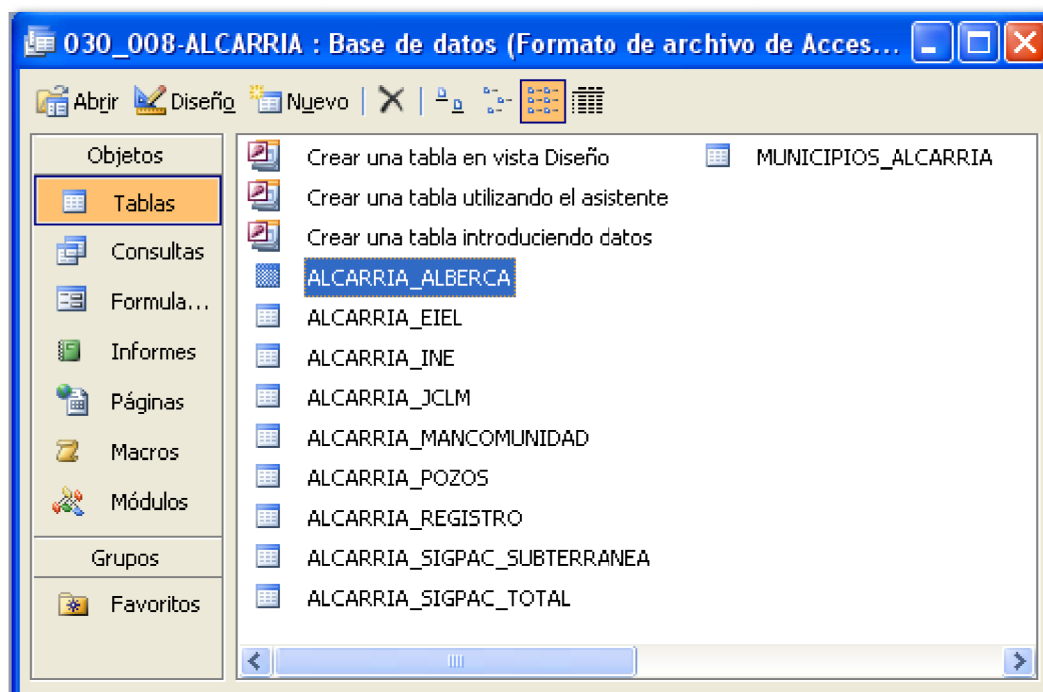 030_008-ALCARRIA : Base de datos (Formato de archivo de Acces...
Abrir Diseño Nuevo
Objetos
Tablas
Consultas
Formula...
Informes
Páginas
Macros
Módulos
Grupos
Favoritos
Crear una tabla en vista Diseño
Crear una tabla utilizando el asistente
Crear una tabla introduciendo datos
ALCARRIA_ALBERCA
ALCARRIA_EIEL
ALCARRIA_INE
ALCARRIA_JCLM
ALCARRIA_MANCOMUNIDAD
ALCARRIA_POZOS
ALCARRIA_REGISTRO
ALCARRIA_SIGPAC_SUBTERRANEA
ALCARRIA_SIGPAC_TOTAL
MUNICIPIOS_ALCARRIA